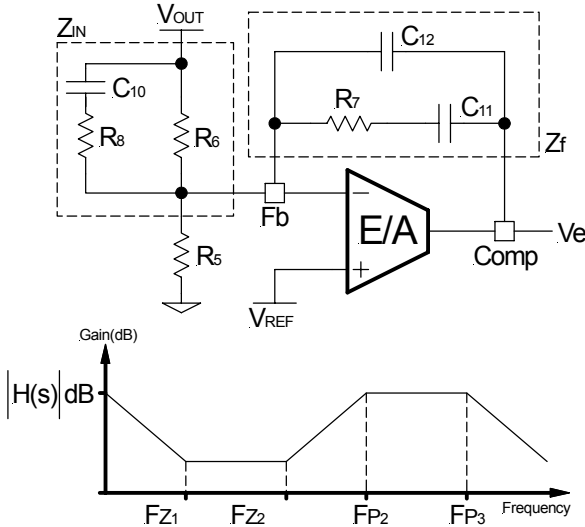 ZIN
VOUT
C12
C10
R8
R6
R7
C11
Zf
Fb
E/A
Ve
Comp
R5
VREF
Gain(dB)
|H(s)| dB
FZ1
FZ2
FP2
FP3
Frequency